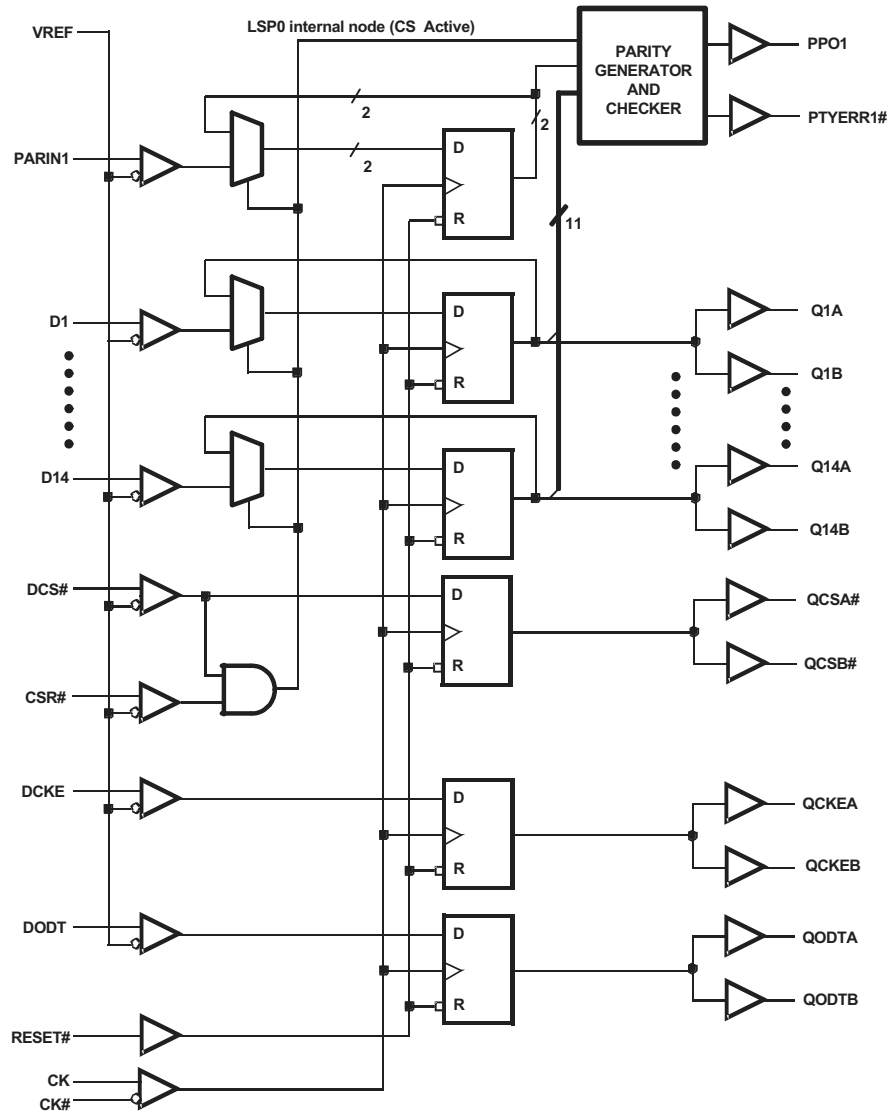 VREF
LSP0 internal node (CS Active)
PARITY
GENERATOR
AND
CHECKER
PPO1
PTYERR1#
2
2
2
PARIN1
D
R
11
D1
D
R
Q1A
Q1B
D14
D
R
Q14A
Q14B
DCS#
D
R
QCSA#
QCSB#
CSR#
DCKE
D
R
QCKEA
QCKEB
DODT
D
R
QODTA
QODTB
RESET#
CK
CK#